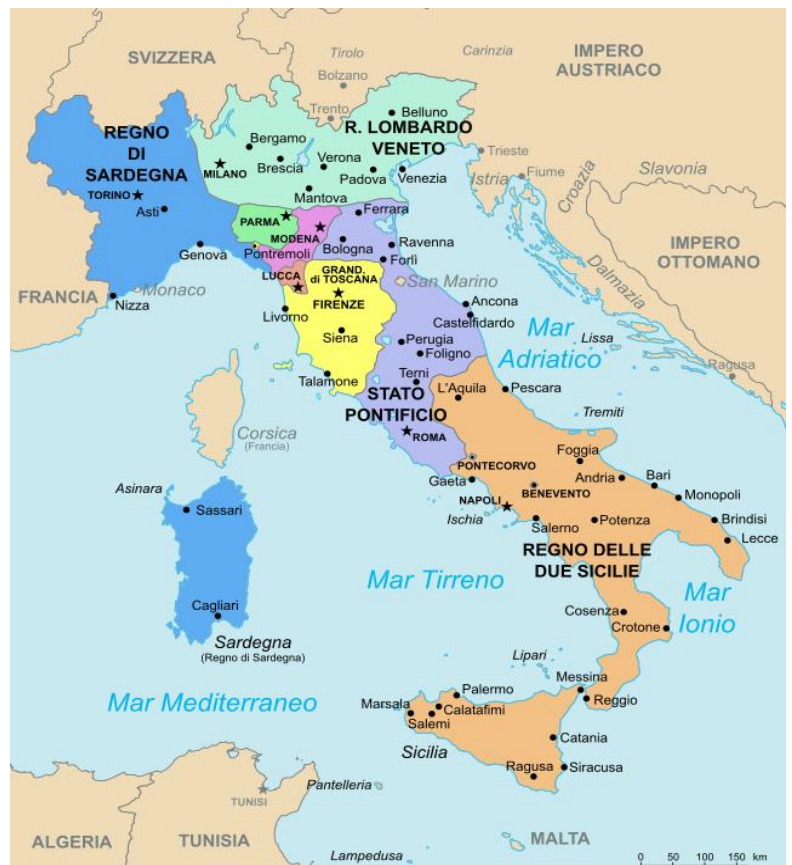 SVIZZERA
Tirolo
Carinzia
IMPERO
AUSTRIACO
Bolzano
Trento
Belluno
REGNO
DI
SARDEGNA
Bergamo
R. LOMBARDO
VENETO
MILANO
Brescia
Verona
Padova
Venezia
Trieste
Istria
Fiume
Croazia
Slavonia
TORINO
Asti
Mantova
PARMA
MODENA
Ferrara
Bologna
Ravenna
Forlì
Genova
Pontremoli
IMPERO
OTTOMANO
Dalmazia
LUCCA
GRAND.
di TOSCANA
FIRENZE
San Marino
FRANCIA
Monaco
Nizza
Livorno
Siena
Ancona
Castelfidardo
Mar
Adriatico
Lissa
Ragusa
Perugia
Foligno
Terni
Talamone
STATO
PONTIFICIO
L'Aquila
Pescara
Tremiti
ROMA
Corsica
(Francia)
PONTECORVO
Gaeta
BENEVENTO
Foggia
Andria
Bari
Monopoli
NAPOLI
Ischia
Salerno
Potenza
Brindisi
Lecce
Asinara
Sassari
REGNO DELLE
DUE SICILIE
Mar Tirreno
Mar
Ionio
Cagliari
Sardegna
(Regno di Sardegna)
Cosenza
Crotone
Lipari
Messina
Reggio
Mar Mediterraneo
Palermo
Marsala
Calatafimi
Salemi
Sicilia
Catania
Ragusa
Siracusa
Pantelleria
TUNISI
ALGERIA
TUNISIA
MALTA
Lampedusa
0 50 100 150 km